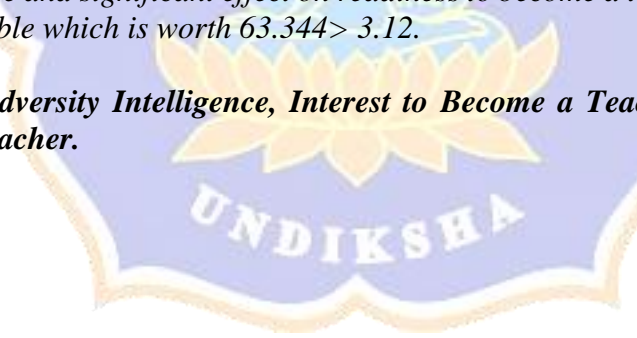 and significant effect on readiness to become a
ble which is worth 63.344> 3.12.
dversity Intelligence, Interest to Become a Tea
acher.
UNDIKSHA